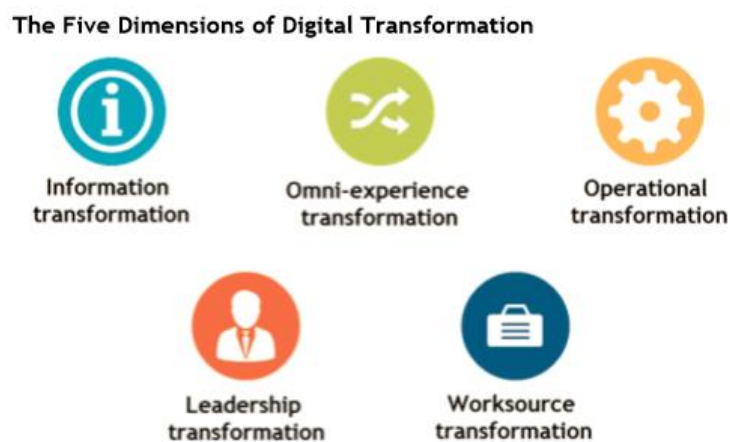 The Five Dimensions of Digital Transformation
Information
transformation
Omni-experience
transformation
Operational
transformation
Leadership
transformation
Worksource
transformation